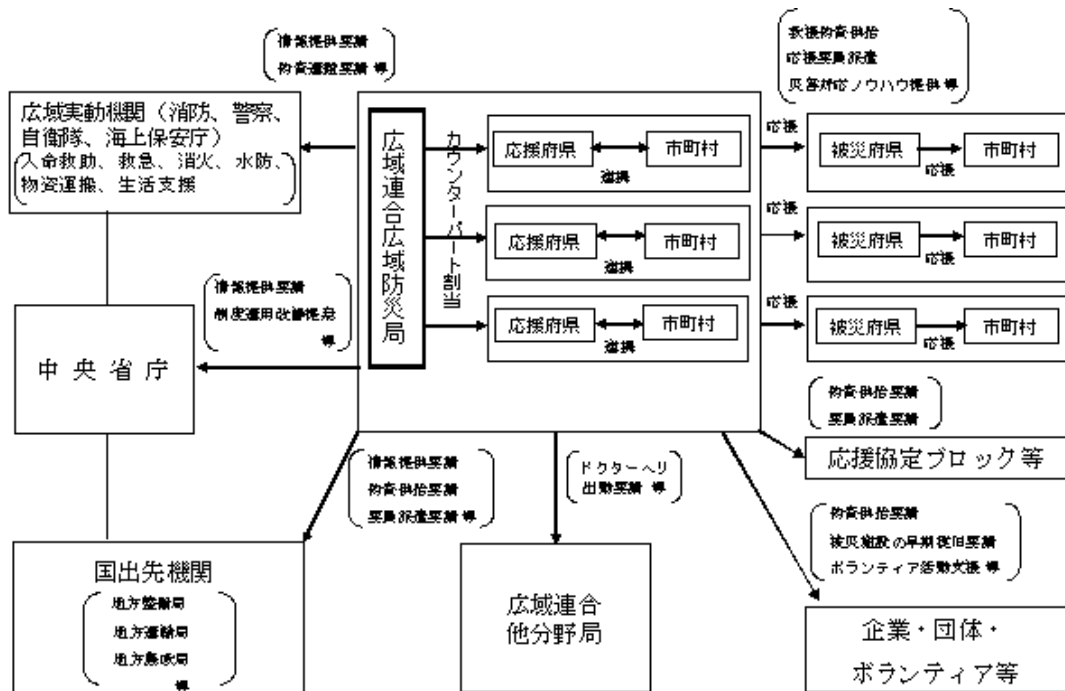 情報提供要請
物資運搬要請 等
救援物資供給
応援要員派遣
災害対応ノウハウ提供 等
広域実動機関(消防、警察、
自衛隊、海上保安庁)
人命救助、救急、消火、水防、
物資運搬、生活支援
広域連合広域防災局
カウンターパート割当
応援府県
市町村
連携
応援
被災府県
市町村
応援
応援府県
市町村
連携
応援
被災府県
市町村
応援
応援府県
市町村
連携
応援
被災府県
市町村
応援
情報提供要請
制度運用改善提案
等
中央省庁
物資供給要請
要員派遣要請
応援協定ブロック等
情報提供要請
物資供給要請
要員派遣要請 等
ドクターヘリ
出動要請 等
物資供給要請
被災施設の早期復旧要請
ボランティア活動支援 等
国出先機関
地方整備局
地方運輸局
地方農政局
等
広域連合
他分野局
企業・団体・
ボランティア等